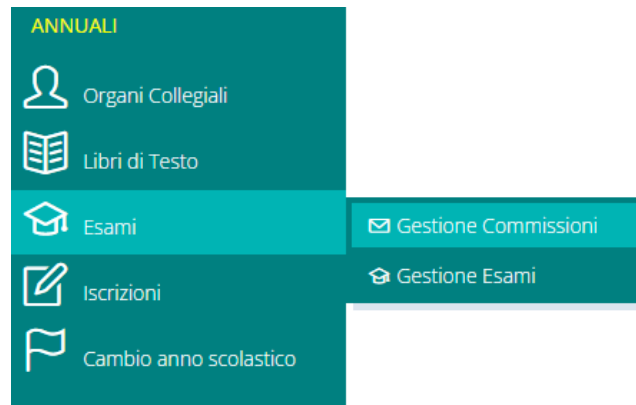 ANNUALI
Organi Collegiali
Libri di Testo
Esami
Gestione Commissioni
Gestione Esami
Iscrizioni
Cambio anno scolastico